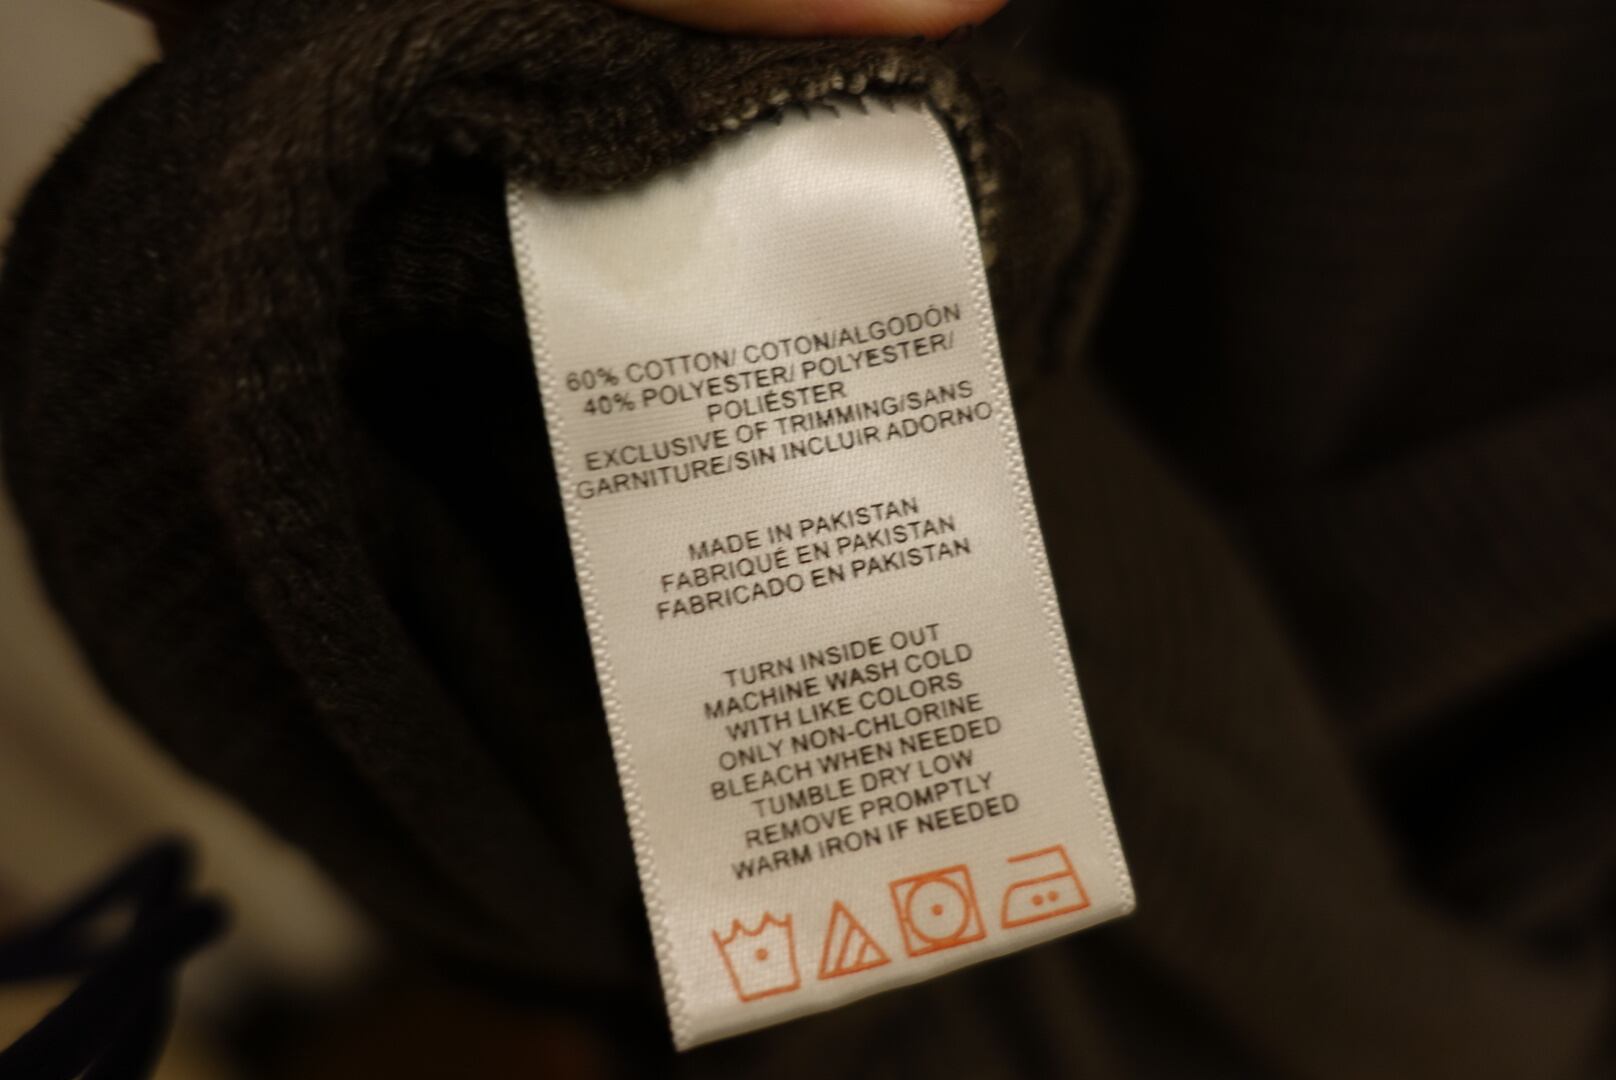 60% COTTON/ COTON/ALGODÓN
40% POLYESTER/ POLYESTER/
POLIÉSTER
EXCLUSIVE OF TRIMMING/SANS
GARNITURE/SIN INCLUIR ADORNO
MADE IN PAKISTAN
FABRIQUÉ EN PAKISTAN
FABRICADO EN PAKISTAN
TURN INSIDE OUT
MACHINE WASH COLD
WITH LIKE COLORS
ONLY NON-CHLORINE
BLEACH WHEN NEEDED
TUMBLE DRY LOW
REMOVE PROMPTLY
WARM IRON IF NEEDED